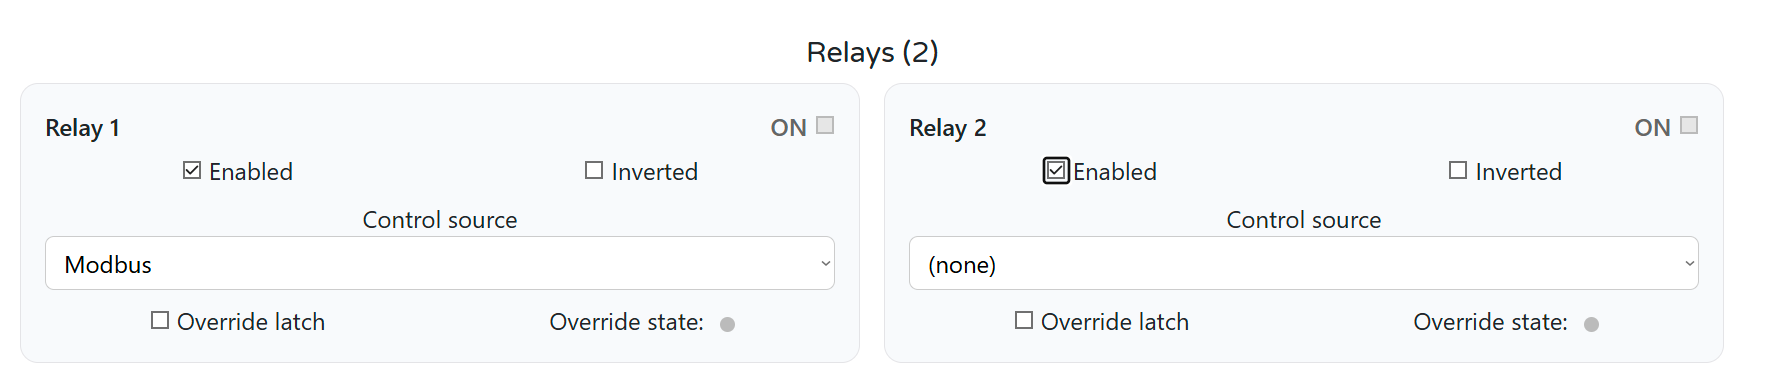 Relays (2)
Relay 1 ON
Enabled Inverted
Control source
Modbus
Override latch Override state:
Relay 2 ON
Enabled Inverted
Control source
(none)
Override latch Override state: